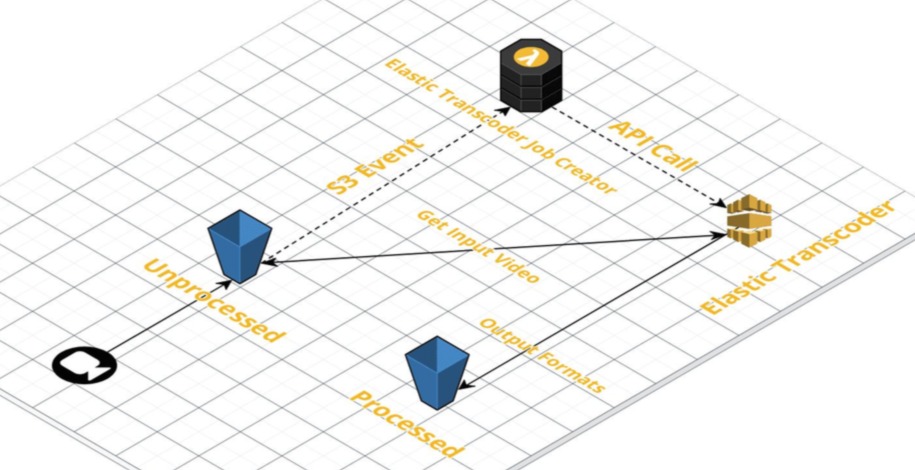 Elastic Transcoder Job Creator
API Call
S3 Event
Get Input Video
Elastic Transcoder
Unprocessed
Output Formats
Processed